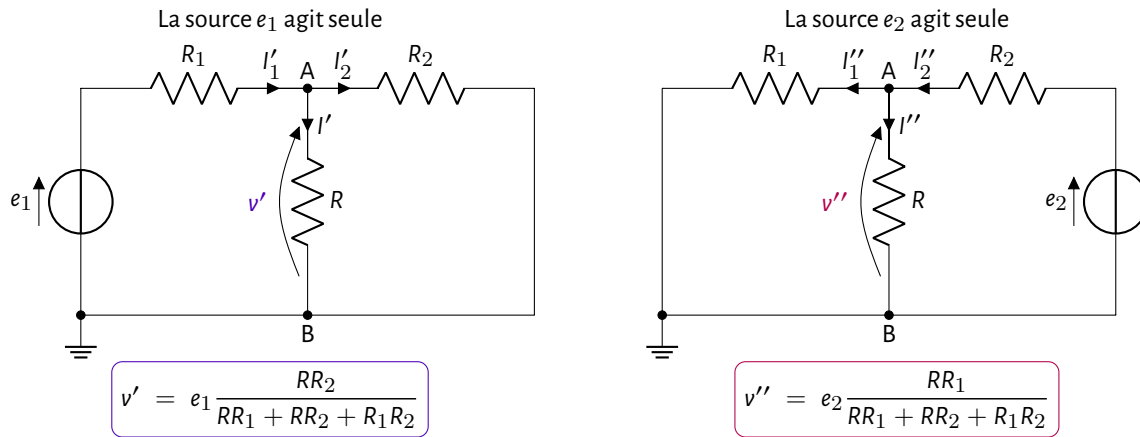 La source e₁ agit seule
R₁ I′₁ A I′₂ R₂
I′
e₁ v′ R
B
v′ = e₁ RR₂ / (RR₁ + RR₂ + R₁R₂)
La source e₂ agit seule
R₁ I″₁ A I″₂ R₂
I″
v″ R e₂
B
v″ = e₂ RR₁ / (RR₁ + RR₂ + R₁R₂)